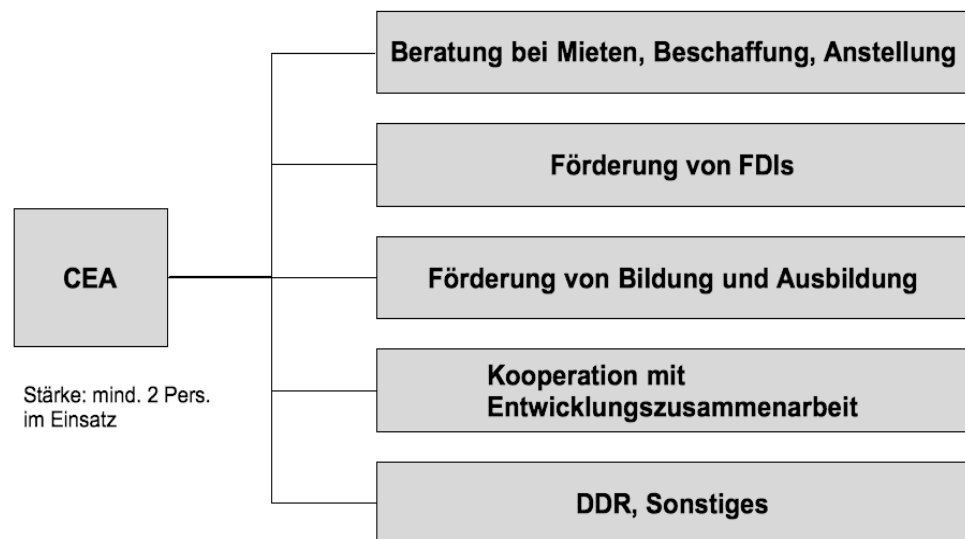 Beratung bei Mieten, Beschaffung, Anstellung
Förderung von FDIs
CEA
Förderung von Bildung und Ausbildung
Stärke: mind. 2 Pers.
im Einsatz
Kooperation mit
Entwicklungszusammenarbeit
DDR, Sonstiges